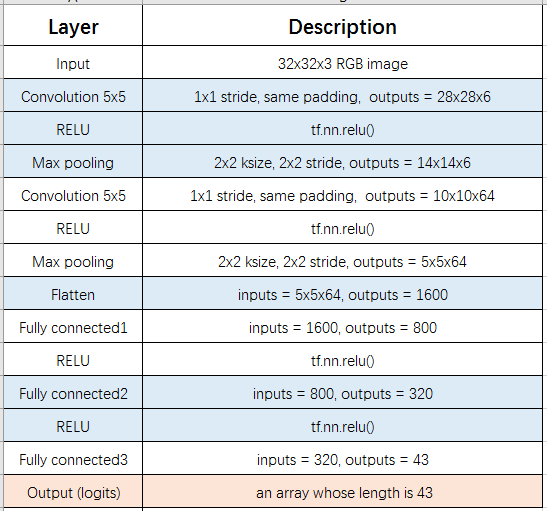 Layer Description
Input 32x32x3 RGB image
Convolution 5x5 1x1 stride, same padding, outputs = 28x28x6
RELU tf.nn.relu()
Max pooling 2x2 ksize, 2x2 stride, outputs = 14x14x6
Convolution 5x5 1x1 stride, same padding, outputs = 10x10x64
RELU tf.nn.relu()
Max pooling 2x2 ksize, 2x2 stride, outputs = 5x5x64
Flatten inputs = 5x5x64, outputs = 1600
Fully connected1 inputs = 1600, outputs = 800
RELU tf.nn.relu()
Fully connected2 inputs = 800, outputs = 320
RELU tf.nn.relu()
Fully connected3 inputs = 320, outputs = 43
Output (logits) an array whose length is 43